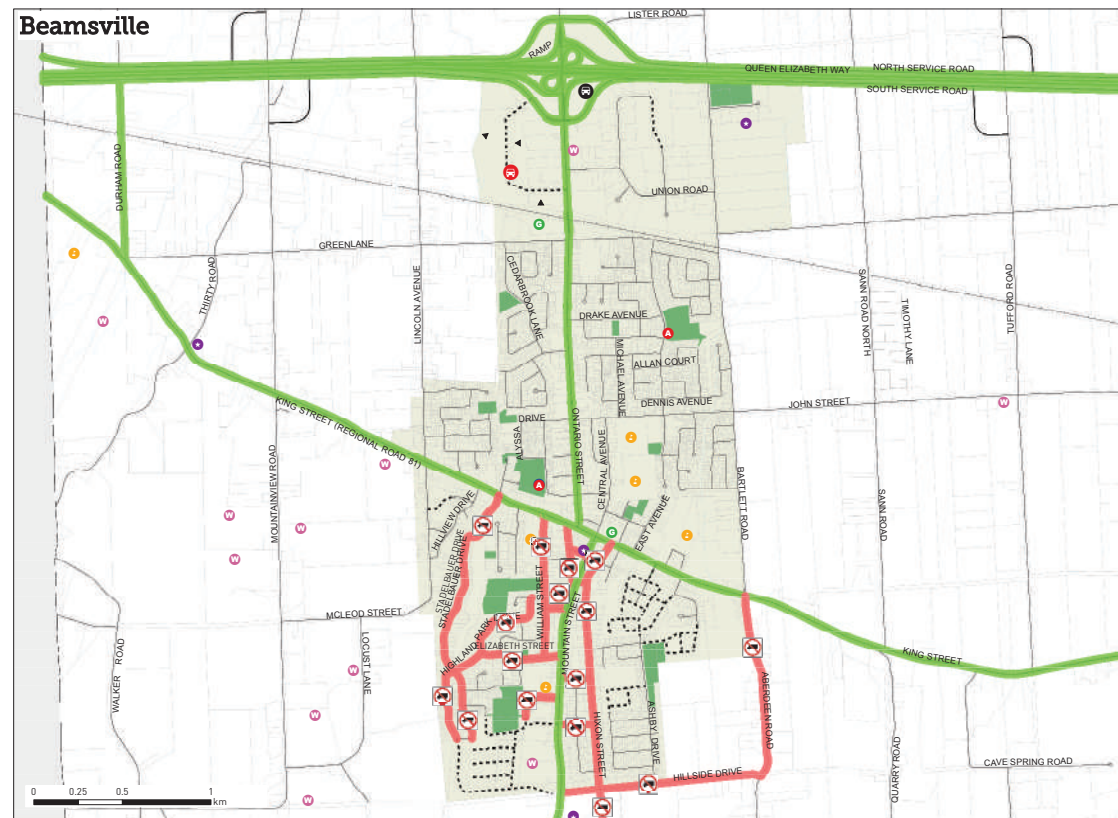 Beamsville
LISTER ROAD
RAMP
QUEEN ELIZABETH WAY
NORTH SERVICE ROAD
SOUTH SERVICE ROAD
DURHAM ROAD
W
UNION ROAD
G
GREENLANE
THIRTY ROAD
LINCOLN AVENUE
CEDARBROOK LANE
SANN ROAD NORTH
TIMOTHY LANE
TUFFORD ROAD
W
DRAKE AVENUE
A
MICHAEL AVENUE
ALLAN COURT
KING STREET (REGIONAL ROAD 81)
DENNIS AVENUE
JOHN STREET
W
ALYSSA
DRIVE
ONTARIO STREET
CENTRAL AVENUE
W
MOUNTAINVIEW ROAD
A
BARTLETT ROAD
SANN ROAD
HILLVIEW DRIVE
EAST AVENUE
W
W
G
W
STADELBAUER DRIVE
STADELBAUER DRIVE
WILLIAM STREET
MOUNTAIN STREET
MCLEOD STREET
HIGHLAND PARK DRIVE
ELIZABETH STREET
WALKER ROAD
LOCUST LANE
W
KING STREET
ABERDEEN ROAD
W
HIXON STREET
ASHBY DRIVE
QUARRY ROAD
W
HILLSIDE DRIVE
CAVE SPRING ROAD
0 0.25 0.5 1
km
W